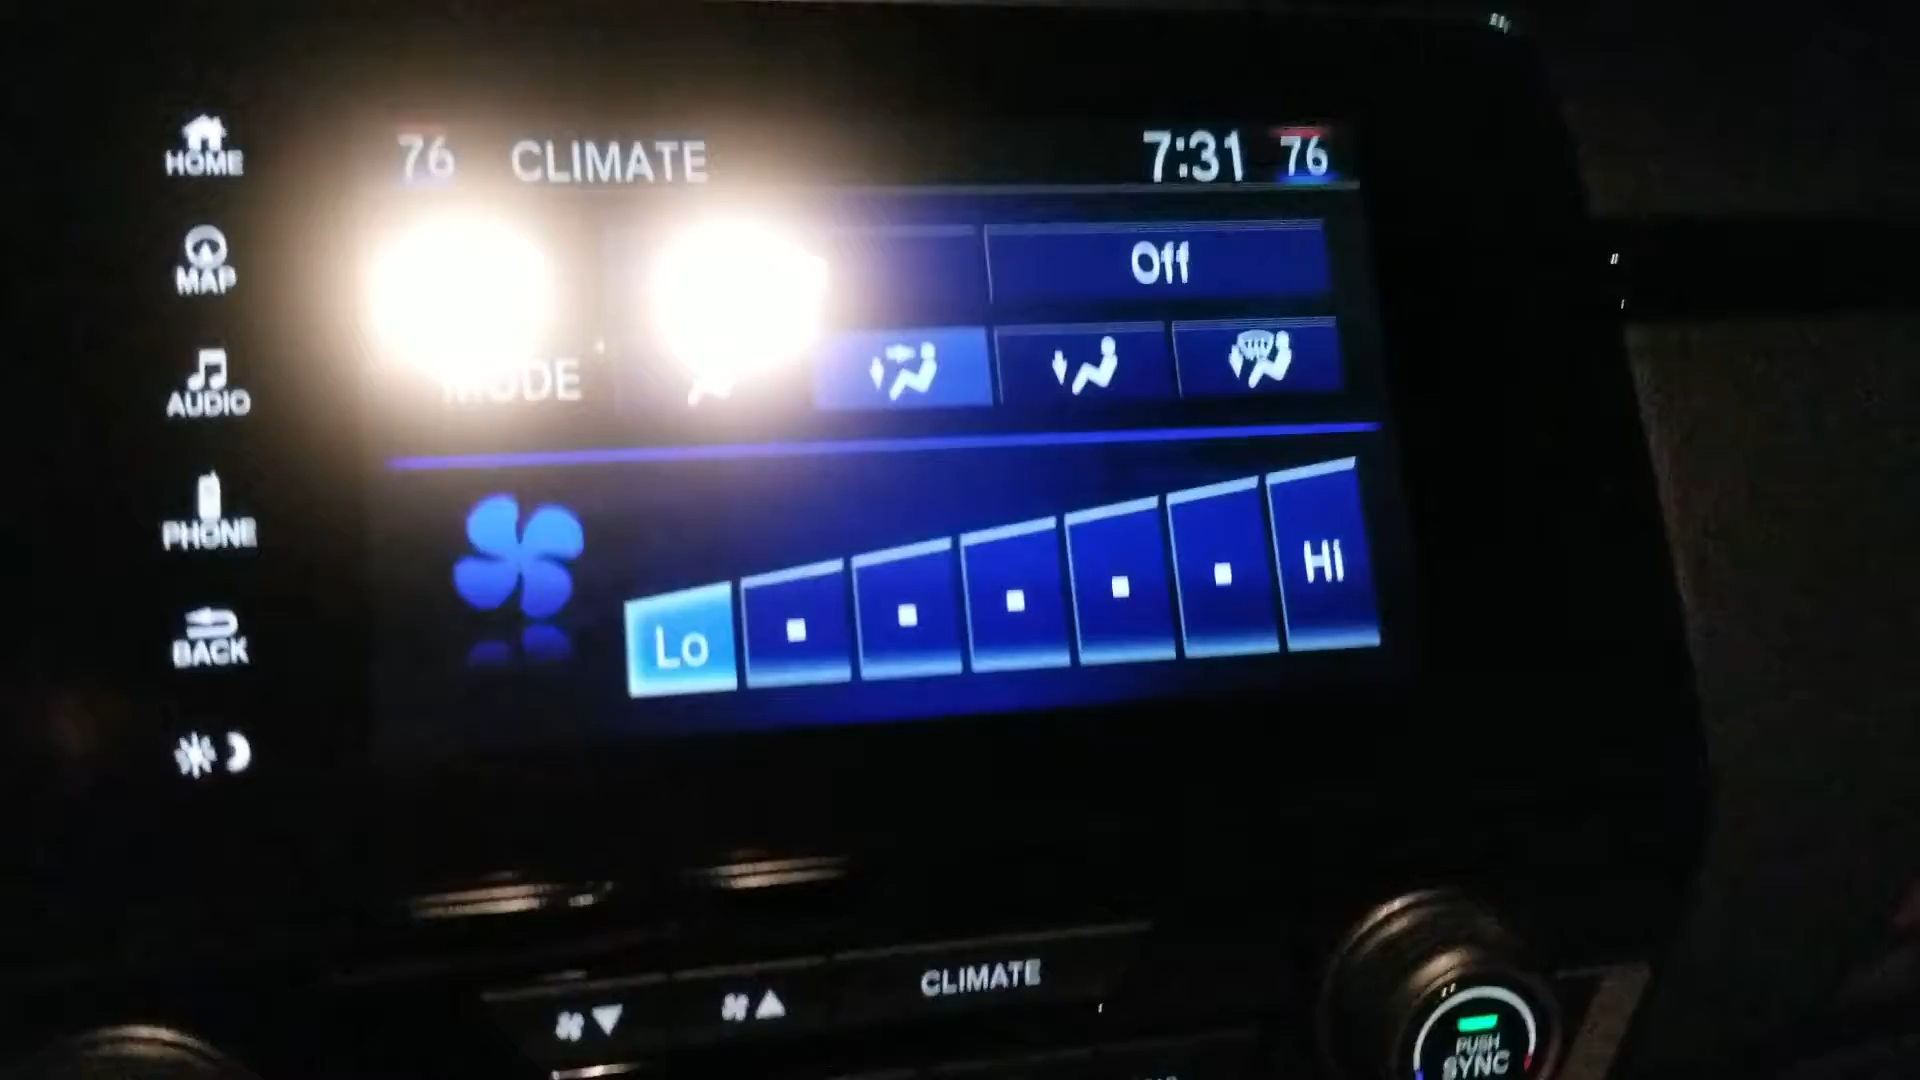 HOME
76 CLIMATE 7:31 76
MAP
Off
MODE
AUDIO
PHONE
Lo
Hi
BACK
CLIMATE
PUSH
SYNC